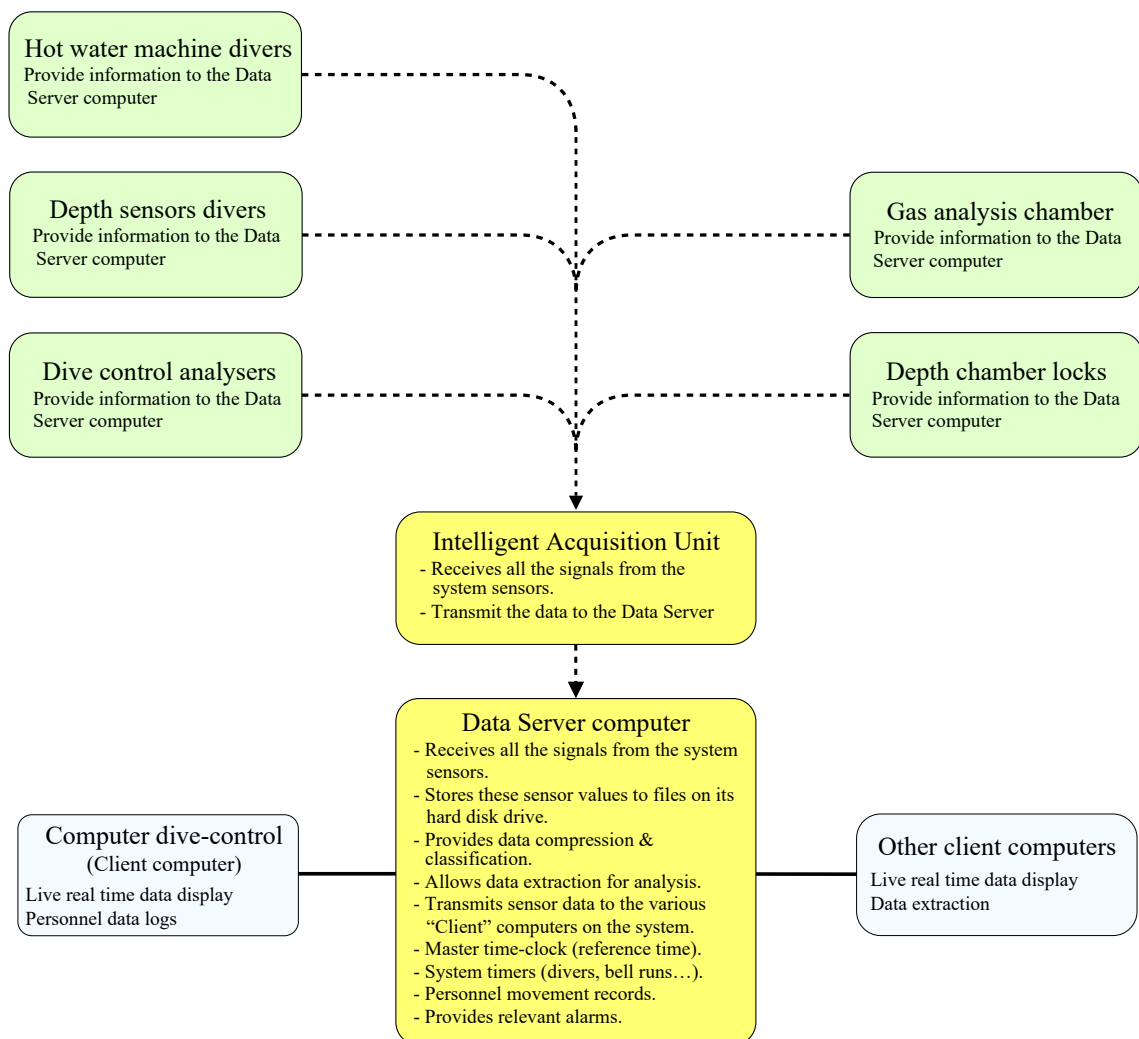 Hot water machine divers
Provide information to the Data
Server computer
Depth sensors divers
Provide information to the Data
Server computer
Gas analysis chamber
Provide information to the Data
Server computer
Dive control analysers
Provide information to the Data
Server computer
Depth chamber locks
Provide information to the Data
Server computer
Intelligent Acquisition Unit
- Receives all the signals from the
system sensors.
- Transmit the data to the Data Server
Data Server computer
- Receives all the signals from the system
sensors.
- Stores these sensor values to files on its
hard disk drive.
- Provides data compression &
classification.
- Allows data extraction for analysis.
- Transmits sensor data to the various
“Client” computers on the system.
- Master time-clock (reference time).
- System timers (divers, bell runs…).
- Personnel movement records.
- Provides relevant alarms.
Computer dive-control
(Client computer)
Live real time data display
Personnel data logs
Other client computers
Live real time data display
Data extraction